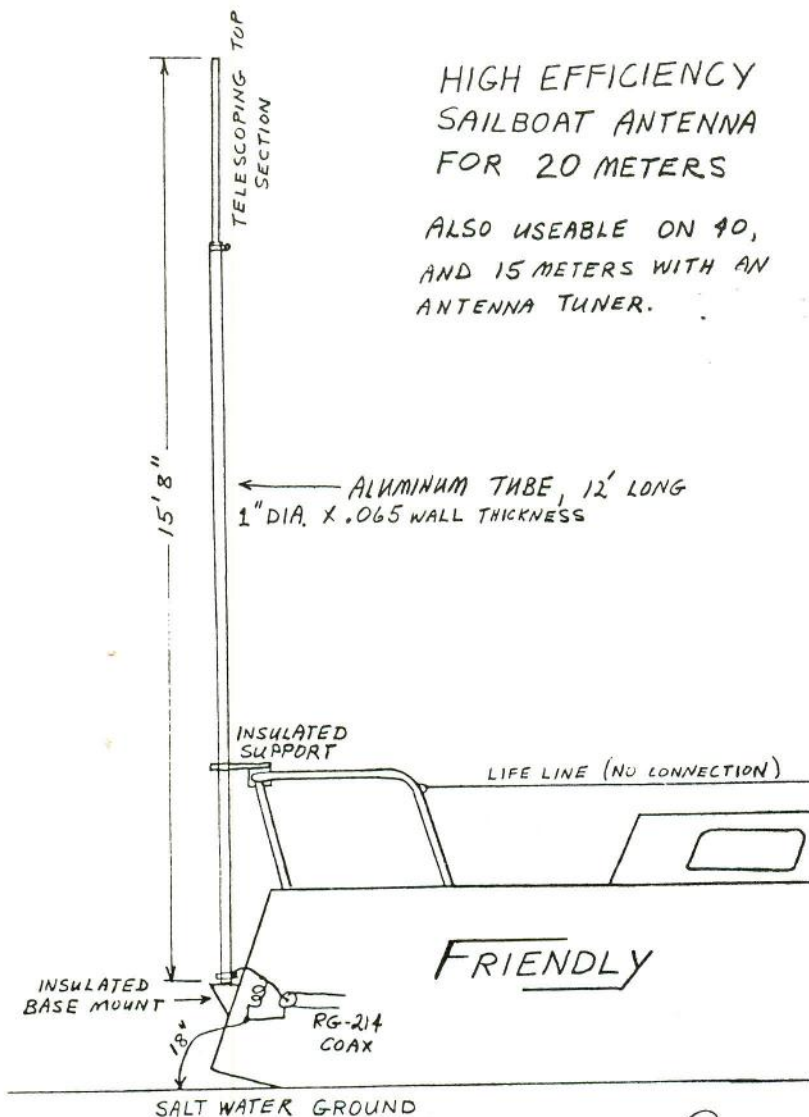 TELESCOPING TOP
SECTION
HIGH EFFICIENCY
SAILBOAT ANTENNA
FOR 20 METERS
ALSO USEABLE ON 40,
AND 15 METERS WITH AN
ANTENNA TUNER.
15' 8"
ALUMINUM TUBE, 12' LONG
1" DIA. X .065 WALL THICKNESS
INSULATED
SUPPORT
LIFE LINE (NO CONNECTION)
FRIENDLY
INSULATED
BASE MOUNT
18"
RG-214
COAX
SALT WATER GROUND